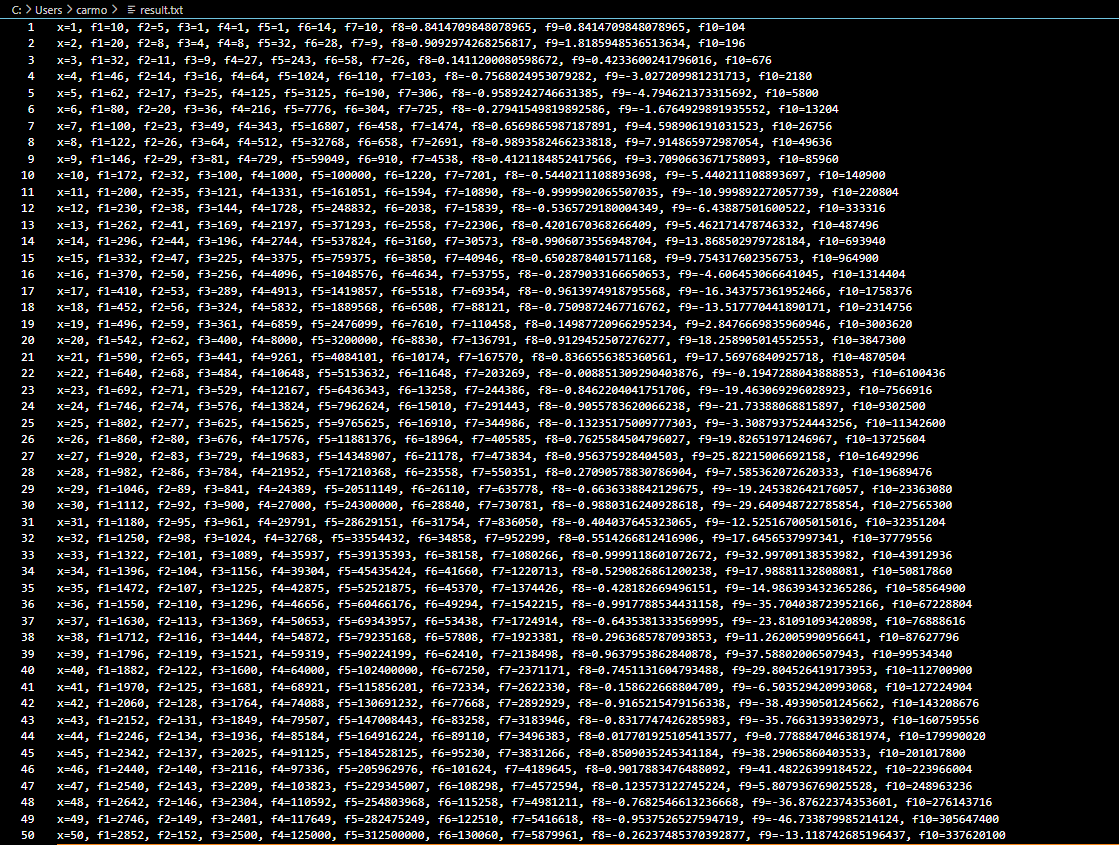 C: > Users > carmo > result.txt
1 x=1, f1=10, f2=5, f3=1, f4=1, f5=1, f6=14, f7=10, f8=0.8414709848078965, f9=0.8414709848078965, f10=104
2 x=2, f1=20, f2=8, f3=4, f4=8, f5=32, f6=28, f7=9, f8=0.9092974268256817, f9=1.8185948536513634, f10=196
3 x=3, f1=32, f2=11, f3=9, f4=27, f5=243, f6=58, f7=26, f8=0.1411200080598672, f9=0.4233600241796016, f10=676
4 x=4, f1=46, f2=14, f3=16, f4=64, f5=1024, f6=110, f7=103, f8=-0.7568024953079282, f9=-3.027209981231713, f10=2180
5 x=5, f1=62, f2=17, f3=25, f4=125, f5=3125, f6=190, f7=306, f8=-0.9589242746631385, f9=-4.794621373315692, f10=5800
6 x=6, f1=80, f2=20, f3=36, f4=216, f5=7776, f6=304, f7=725, f8=-0.27941549819892586, f9=-1.6764929891935552, f10=13204
7 x=7, f1=100, f2=23, f3=49, f4=343, f5=16807, f6=458, f7=1474, f8=0.6569865987187891, f9=4.598906191031523, f10=26756
8 x=8, f1=122, f2=26, f3=64, f4=512, f5=32768, f6=658, f7=2691, f8=0.9893582466233818, f9=7.914865972987054, f10=49636
9 x=9, f1=146, f2=29, f3=81, f4=729, f5=59049, f6=910, f7=4538, f8=0.4121184852417566, f9=3.7090663671758093, f10=85960
10 x=10, f1=172, f2=32, f3=100, f4=1000, f5=100000, f6=1220, f7=7201, f8=-0.5440211108893698, f9=-5.440211108893697, f10=140900
11 x=11, f1=200, f2=35, f3=121, f4=1331, f5=161051, f6=1594, f7=10890, f8=-0.9999902065507035, f9=-10.999892272057739, f10=220804
12 x=12, f1=230, f2=38, f3=144, f4=1728, f5=248832, f6=2038, f7=15839, f8=-0.5365729180004349, f9=-6.43887501600522, f10=333316
13 x=13, f1=262, f2=41, f3=169, f4=2197, f5=371293, f6=2558, f7=22306, f8=0.4201670368266409, f9=5.462171478746332, f10=487496
14 x=14, f1=296, f2=44, f3=196, f4=2744, f5=537824, f6=3160, f7=30573, f8=0.9906073556948704, f9=13.868502979728184, f10=693940
15 x=15, f1=332, f2=47, f3=225, f4=3375, f5=759375, f6=3850, f7=40946, f8=0.6502878401571168, f9=9.754317602356753, f10=964900
16 x=16, f1=370, f2=50, f3=256, f4=4096, f5=1048576, f6=4634, f7=53755, f8=-0.2879033166650653, f9=-4.606453066641045, f10=1314404
17 x=17, f1=410, f2=53, f3=289, f4=4913, f5=1419857, f6=5518, f7=69354, f8=-0.9613974918795568, f9=-16.343757361952466, f10=1758376
18 x=18, f1=452, f2=56, f3=324, f4=5832, f5=1889568, f6=6508, f7=88121, f8=-0.7509872467716762, f9=-13.517770441890171, f10=2314756
19 x=19, f1=496, f2=59, f3=361, f4=6859, f5=2476099, f6=7610, f7=110458, f8=0.14987720966295234, f9=2.8476669835960946, f10=3003620
20 x=20, f1=542, f2=62, f3=400, f4=8000, f5=3200000, f6=8830, f7=136791, f8=0.9129452507276277, f9=18.258905014552553, f10=3847300
21 x=21, f1=590, f2=65, f3=441, f4=9261, f5=4084101, f6=10174, f7=167570, f8=0.8366556385360561, f9=17.56976840925718, f10=4870504
22 x=22, f1=640, f2=68, f3=484, f4=10648, f5=5153632, f6=11648, f7=203269, f8=-0.008851309290403876, f9=-0.1947288043888853, f10=6100436
23 x=23, f1=692, f2=71, f3=529, f4=12167, f5=6436343, f6=13258, f7=244386, f8=-0.8462204041751706, f9=-19.463069296028923, f10=7566916
24 x=24, f1=746, f2=74, f3=576, f4=13824, f5=7962624, f6=15010, f7=291443, f8=-0.9055783620066238, f9=-21.73388068815897, f10=9302500
25 x=25, f1=802, f2=77, f3=625, f4=15625, f5=9765625, f6=16910, f7=344986, f8=-0.13235175009777303, f9=-3.3087937524443256, f10=11342600
26 x=26, f1=860, f2=80, f3=676, f4=17576, f5=11881376, f6=18964, f7=405585, f8=0.7625584504796027, f9=19.82651971246967, f10=13725604
27 x=27, f1=920, f2=83, f3=729, f4=19683, f5=14348907, f6=21178, f7=473834, f8=0.956375928404503, f9=25.82215006692158, f10=16492996
28 x=28, f1=982, f2=86, f3=784, f4=21952, f5=17210368, f6=23558, f7=550351, f8=0.27090578830786904, f9=7.585362072620333, f10=19689476
29 x=29, f1=1046, f2=89, f3=841, f4=24389, f5=20511149, f6=26110, f7=635778, f8=-0.6636338842129675, f9=-19.245382642176057, f10=23363080
30 x=30, f1=1112, f2=92, f3=900, f4=27000, f5=24300000, f6=28840, f7=730781, f8=-0.9880316240928618, f9=-29.640948722785854, f10=27565300
31 x=31, f1=1180, f2=95, f3=961, f4=29791, f5=28629151, f6=31754, f7=836050, f8=-0.404037645323065, f9=-12.525167005015016, f10=32351204
32 x=32, f1=1250, f2=98, f3=1024, f4=32768, f5=33554432, f6=34858, f7=952299, f8=0.5514266812416906, f9=17.6456537997341, f10=37779556
33 x=33, f1=1322, f2=101, f3=1089, f4=35937, f5=39135393, f6=38158, f7=1080266, f8=0.9999118601072672, f9=32.99709138353982, f10=43912936
34 x=34, f1=1396, f2=104, f3=1156, f4=39304, f5=45435424, f6=41660, f7=1220713, f8=0.5290826861200238, f9=17.98881132808081, f10=50817860
35 x=35, f1=1472, f2=107, f3=1225, f4=42875, f5=52521875, f6=45370, f7=1374426, f8=-0.428182669496151, f9=-14.986393432365286, f10=58564900
36 x=36, f1=1550, f2=110, f3=1296, f4=46656, f5=60466176, f6=49294, f7=1542215, f8=-0.9917788534431158, f9=-35.704038723952166, f10=67228804
37 x=37, f1=1630, f2=113, f3=1369, f4=50653, f5=69343957, f6=53438, f7=1724914, f8=-0.6435381333569995, f9=-23.81091093420898, f10=76888616
38 x=38, f1=1712, f2=116, f3=1444, f4=54872, f5=79235168, f6=57808, f7=1923381, f8=0.2963685787093853, f9=11.262005990956641, f10=87627796
39 x=39, f1=1796, f2=119, f3=1521, f4=59319, f5=90224199, f6=62410, f7=2138498, f8=0.9637953862840878, f9=37.58802006507943, f10=99534340
40 x=40, f1=1882, f2=122, f3=1600, f4=64000, f5=102400000, f6=67250, f7=2371171, f8=0.7451131604793488, f9=29.804526419173953, f10=112700900
41 x=41, f1=1970, f2=125, f3=1681, f4=68921, f5=115856201, f6=72334, f7=2622330, f8=-0.158622668804709, f9=-6.503529420993068, f10=127224904
42 x=42, f1=2060, f2=128, f3=1764, f4=74088, f5=130691232, f6=77668, f7=2892929, f8=-0.9165215479156338, f9=-38.49390501245662, f10=143208676
43 x=43, f1=2152, f2=131, f3=1849, f4=79507, f5=147008443, f6=83258, f7=3183946, f8=-0.8317747426285983, f9=-35.76631393302973, f10=160759556
44 x=44, f1=2246, f2=134, f3=1936, f4=85184, f5=164916224, f6=89110, f7=3496383, f8=0.017701925105413577, f9=0.7788847046381974, f10=179990020
45 x=45, f1=2342, f2=137, f3=2025, f4=91125, f5=184528125, f6=95230, f7=3831266, f8=0.8509035245341184, f9=38.29065860403533, f10=201017800
46 x=46, f1=2440, f2=140, f3=2116, f4=97336, f5=205962976, f6=101624, f7=4189645, f8=0.9017883476488092, f9=41.48226399184522, f10=223966004
47 x=47, f1=2540, f2=143, f3=2209, f4=103823, f5=229345007, f6=108298, f7=4572594, f8=0.123573122745224, f9=5.807936769025528, f10=248963236
48 x=48, f1=2642, f2=146, f3=2304, f4=110592, f5=254803968, f6=115258, f7=4981211, f8=-0.7682546613236668, f9=-36.87622374353601, f10=276143716
49 x=49, f1=2746, f2=149, f3=2401, f4=117649, f5=282475249, f6=122510, f7=5416618, f8=-0.9537526527594719, f9=-46.733879985214124, f10=305647400
50 x=50, f1=2852, f2=152, f3=2500, f4=125000, f5=312500000, f6=130060, f7=5879961, f8=-0.26237485370392877, f9=-13.118742685196437, f10=337620100